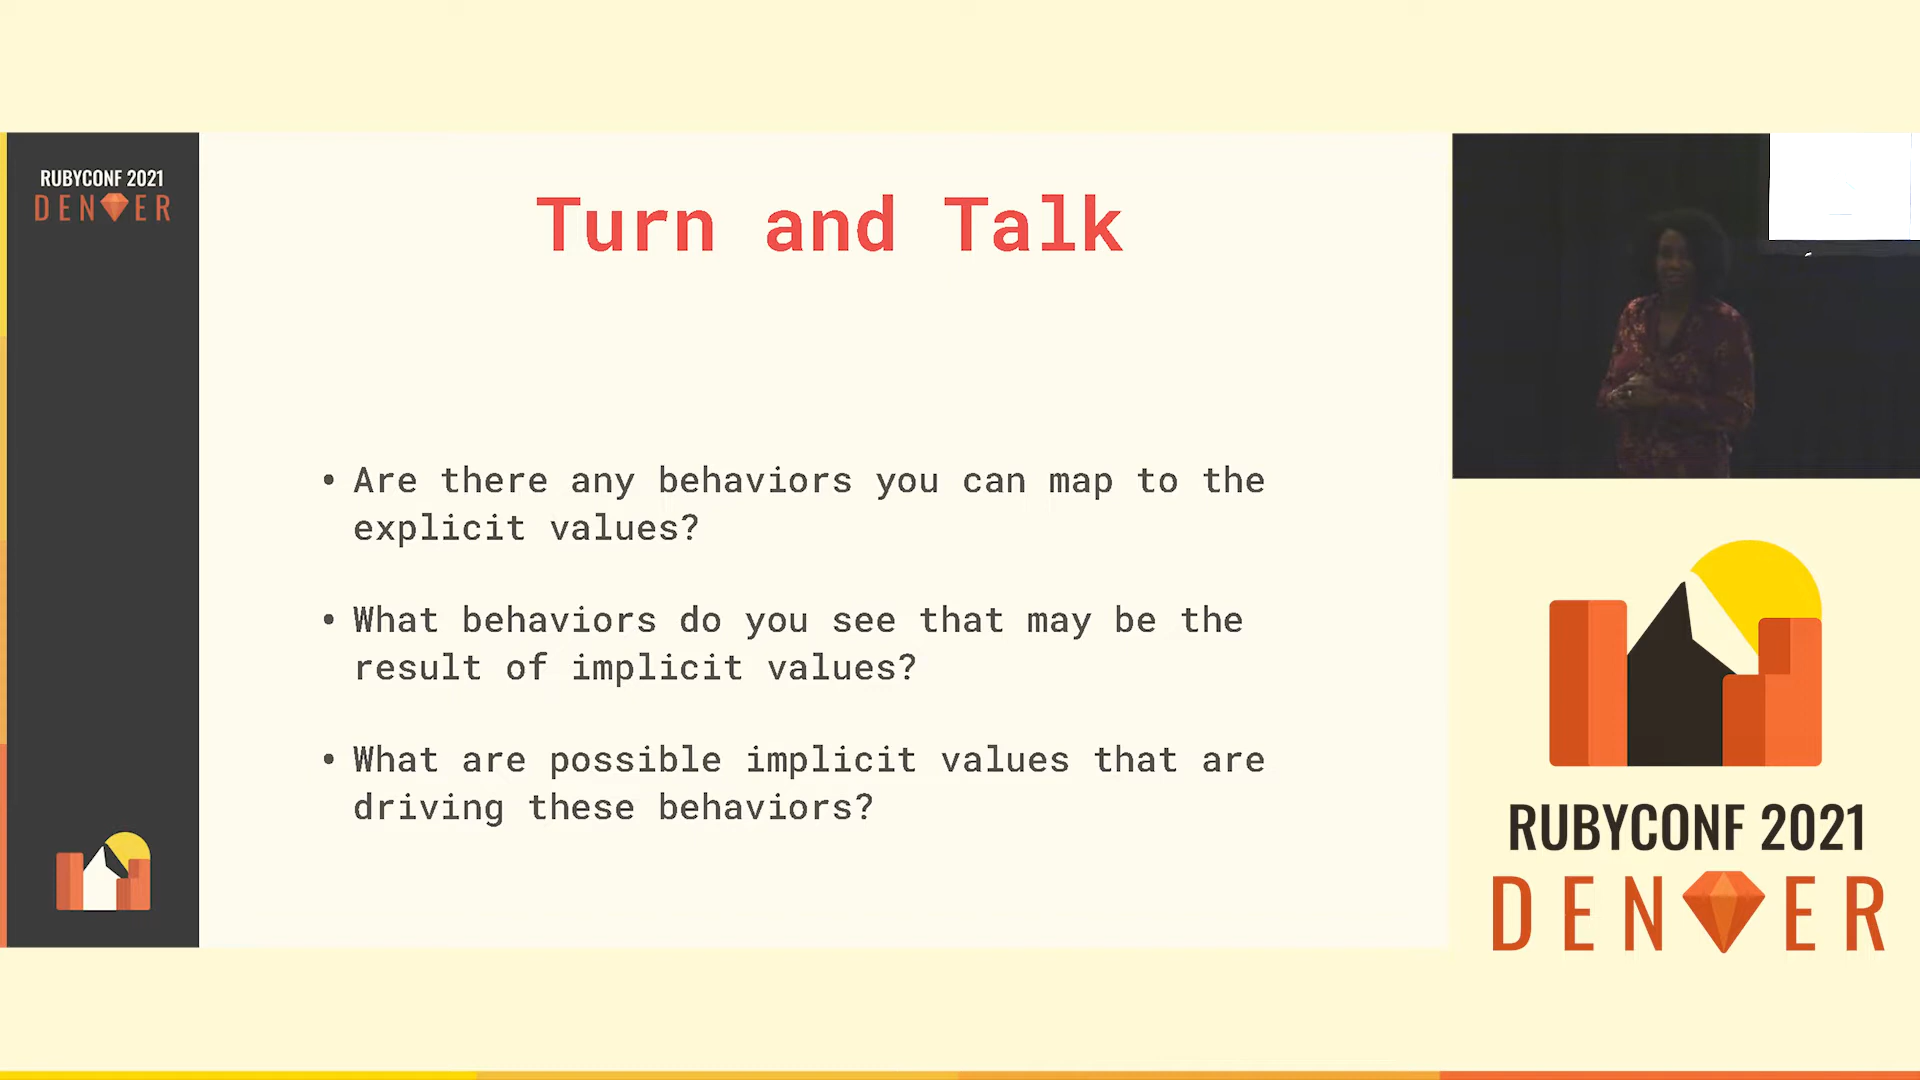 RUBYCONF 2021
DENVER
Turn and Talk
• Are there any behaviors you can map to the
explicit values?
• What behaviors do you see that may be the
result of implicit values?
• What are possible implicit values that are
driving these behaviors?
RUBYCONF 2021
DENVER